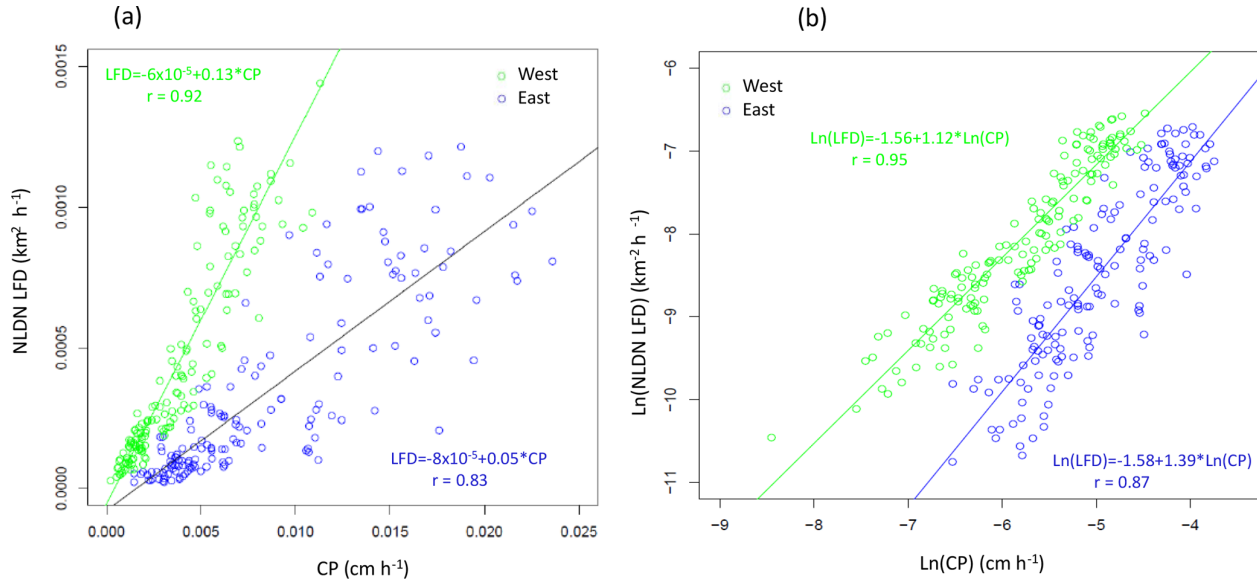 (a)
LFD=-6x10⁻⁵+0.13*CP
r = 0.92
West
East
LFD=-8x10⁻⁵+0.05*CP
r = 0.83
0.0015
0.0010
0.0005
0.0000
NLDN LFD (km² h⁻¹)
0.000 0.005 0.010 0.015 0.020 0.025
CP (cm h⁻¹)
(b)
West
East
Ln(LFD)=-1.56+1.12*Ln(CP)
r = 0.95
Ln(LFD)=-1.58+1.39*Ln(CP)
r = 0.87
−6
−7
−8
−9
−10
−11
Ln(NLDN LFD) (km⁻² h⁻¹)
−9 −8 −7 −6 −5 −4
Ln(CP) (cm h⁻¹)